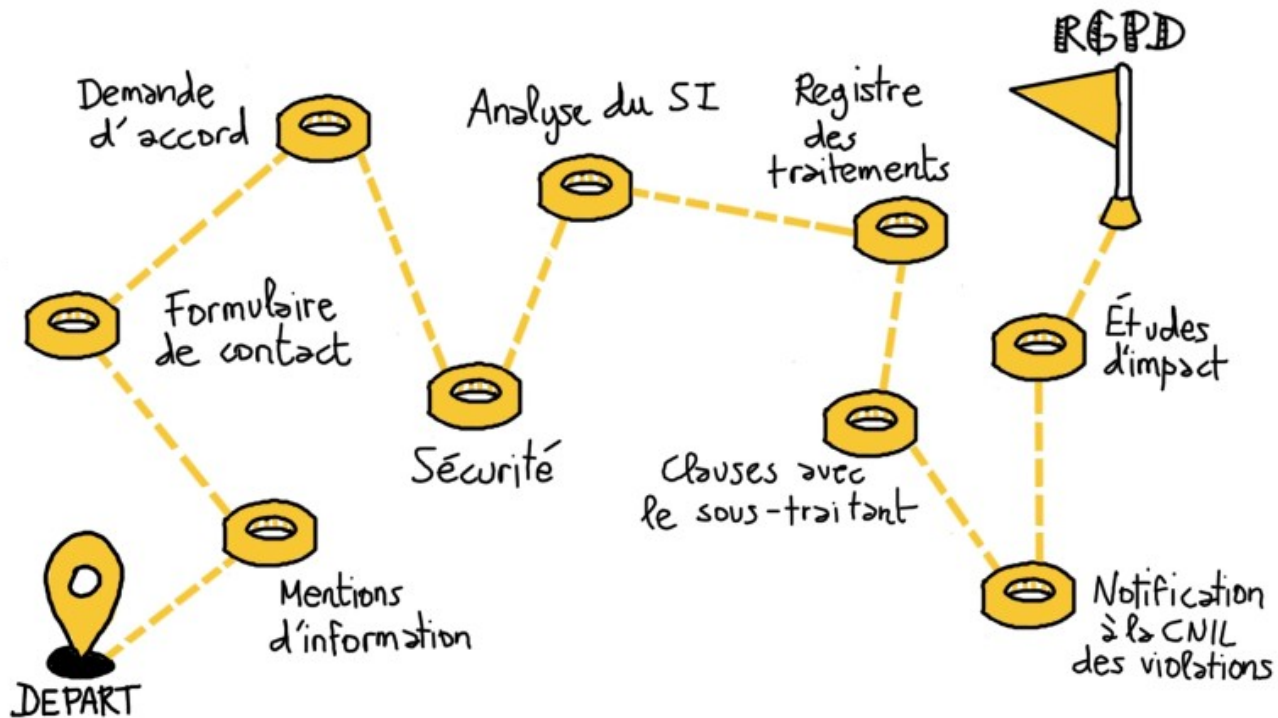 RGPD
Demande
d'accord
Analyse du SI
Registre
des
traitements
Formulaire
de contact
Études
d'impact
Sécurité
Clauses avec
le sous-traitant
Mentions
d'information
Notification
à la CNIL
des violations
DEPART